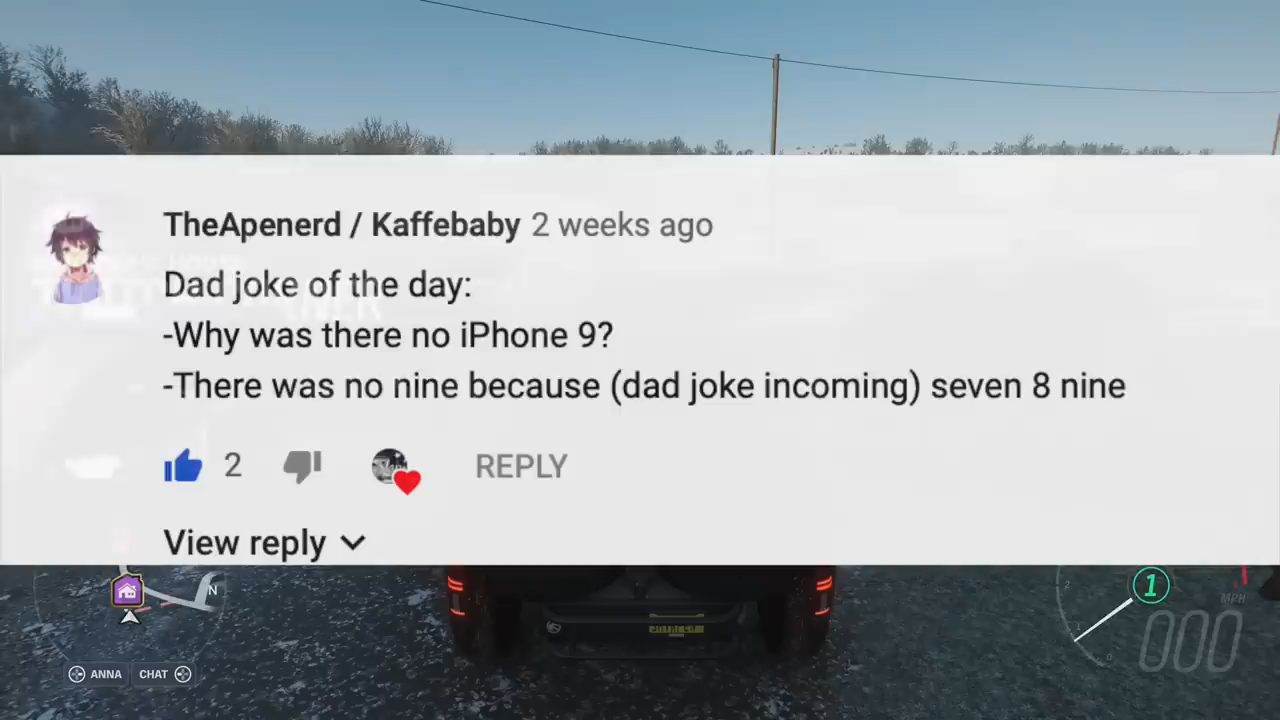 TheApenerd / Kaffebaby 2 weeks ago
Dad joke of the day:
-Why was there no iPhone 9?
-There was no nine because (dad joke incoming) seven 8 nine
2
REPLY
View reply
N
1
MPH
000
ANNA CHAT